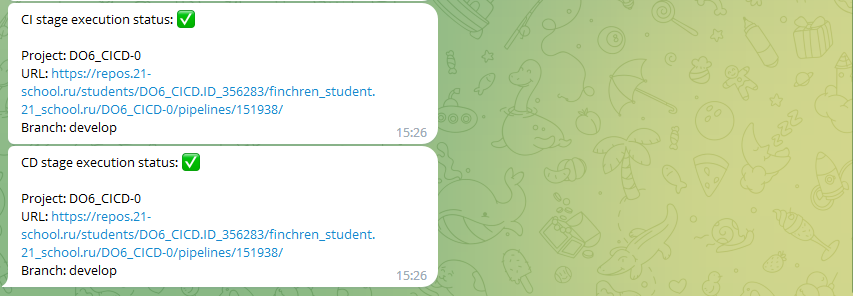 CI stage execution status: ✅
Project: DO6_CICD-0
URL: https://repos.21-
school.ru/students/DO6_CICD.ID_356283/finchren_student.
21_school.ru/DO6_CICD-0/pipelines/151938/
Branch: develop
15:26
CD stage execution status: ✅
Project: DO6_CICD-0
URL: https://repos.21-
school.ru/students/DO6_CICD.ID_356283/finchren_student.
21_school.ru/DO6_CICD-0/pipelines/151938/
Branch: develop
15:26